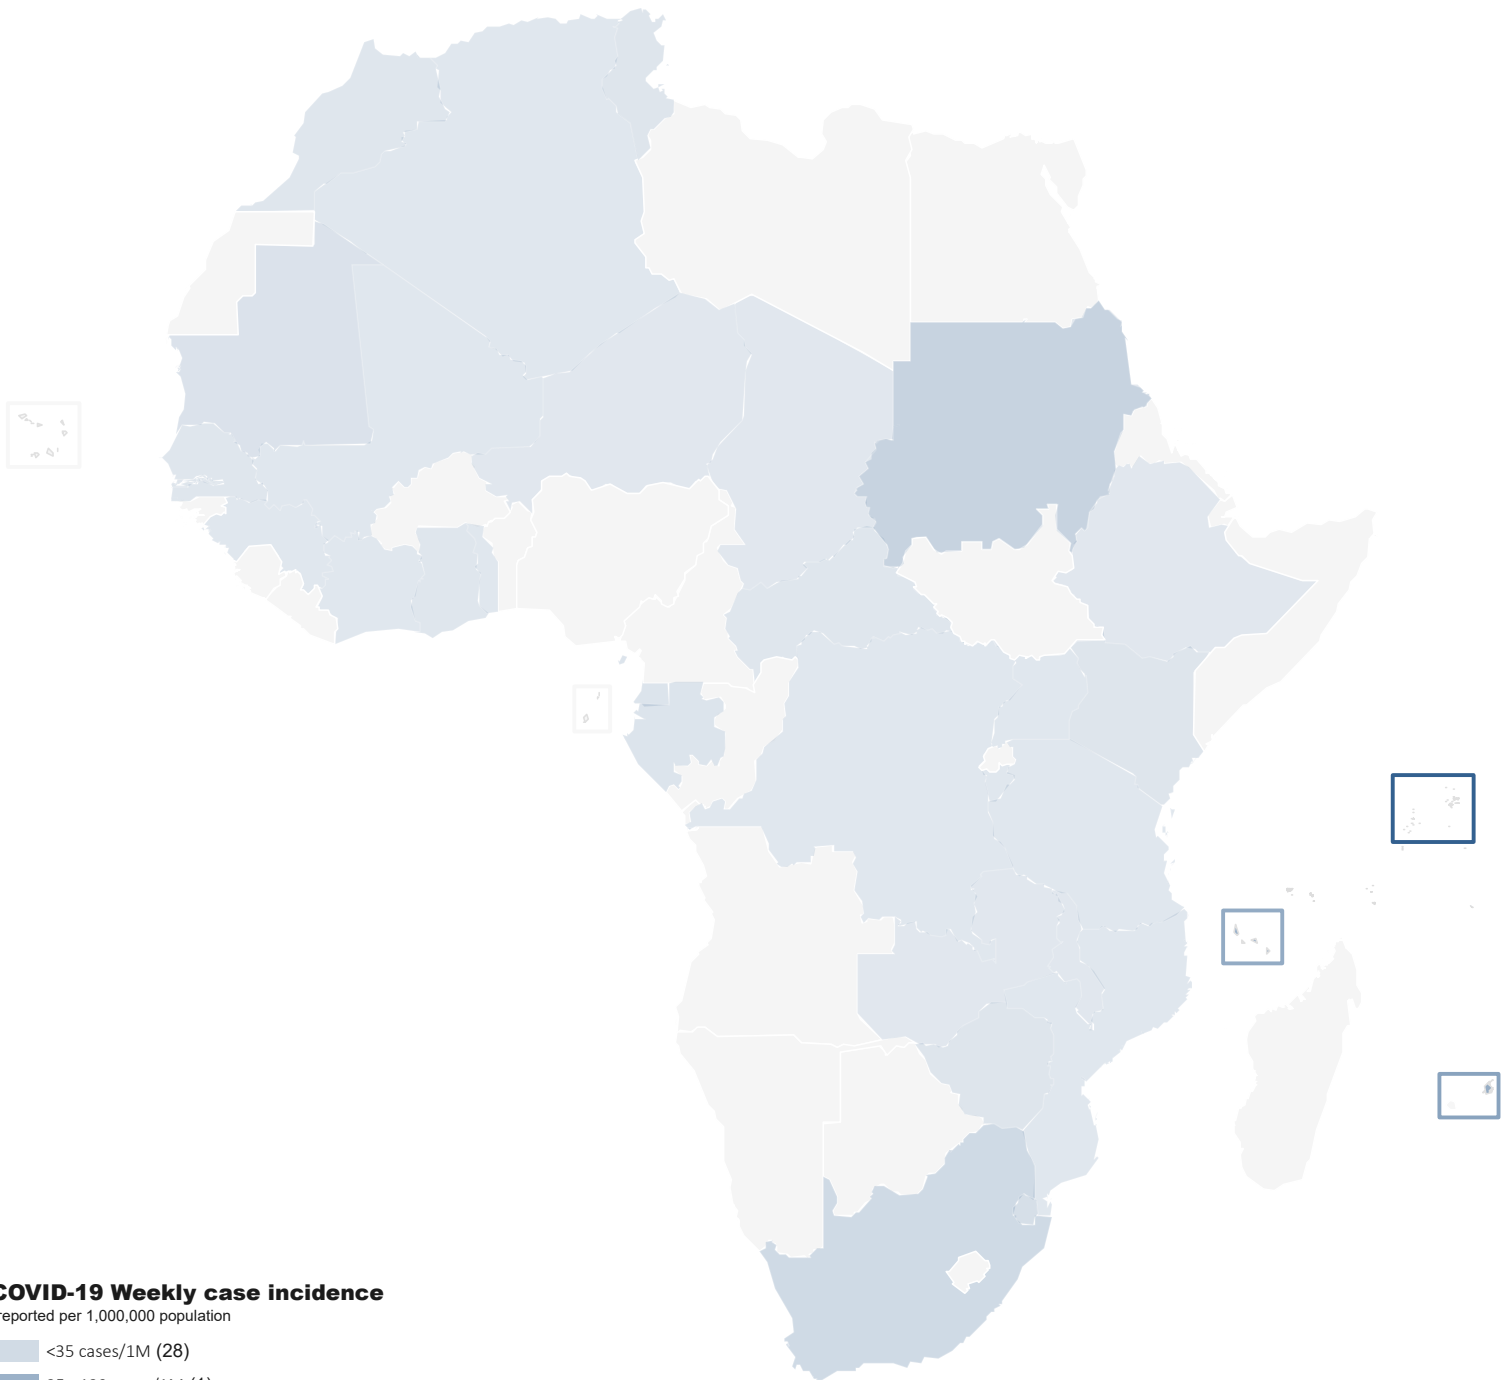 COVID-19 Weekly case incidence
reported per 1,000,000 population
<35 cases/1M (28)